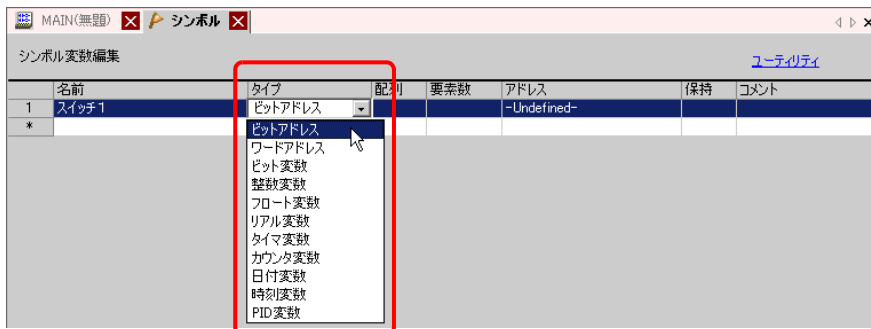 MAIN(無題) シンボル
シンボル変数編集 ユーティリティ
名前 タイプ 配列 要素数 アドレス 保持 コメント
1 スイッチ1 ビットアドレス -Undefined-
*
ビットアドレス
ワードアドレス
ビット変数
整数変数
フロート変数
リアル変数
タイマ変数
カウンタ変数
日付変数
時刻変数
PID変数